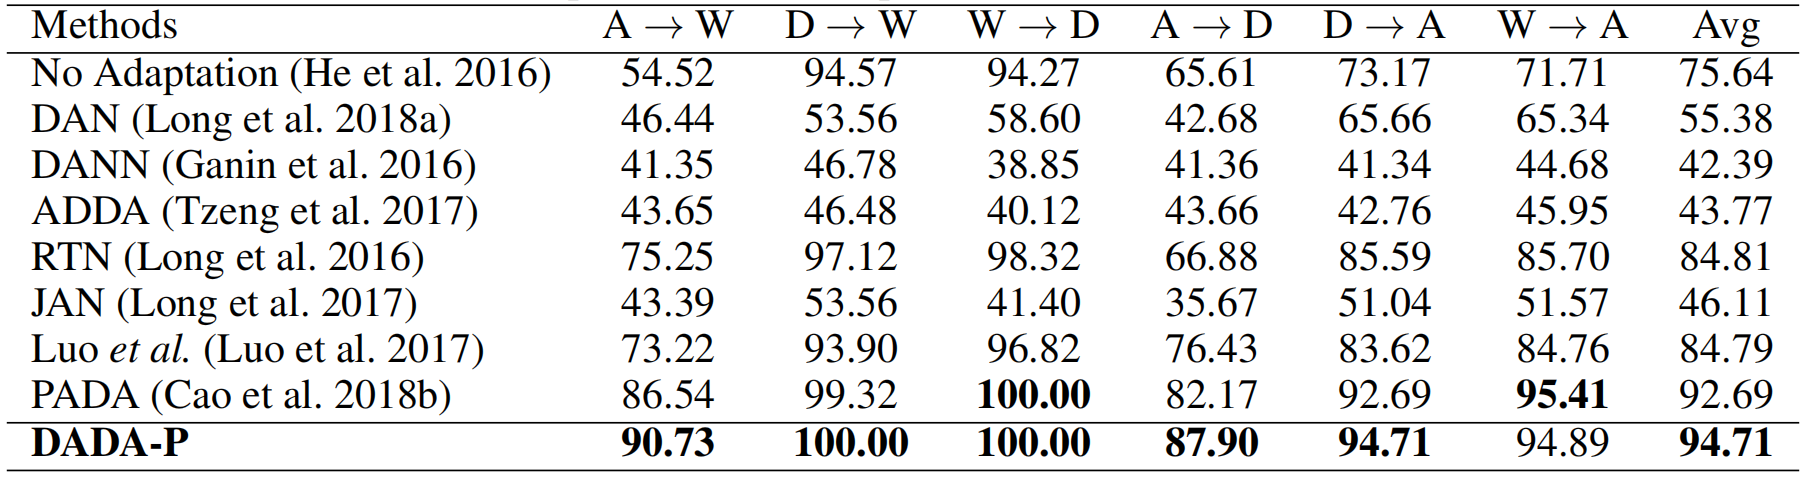 Methods A → W D → W W → D A → D D → A W → A Avg
No Adaptation (He et al. 2016) 54.52 94.57 94.27 65.61 73.17 71.71 75.64
DAN (Long et al. 2018a) 46.44 53.56 58.60 42.68 65.66 65.34 55.38
DANN (Ganin et al. 2016) 41.35 46.78 38.85 41.36 41.34 44.68 42.39
ADDA (Tzeng et al. 2017) 43.65 46.48 40.12 43.66 42.76 45.95 43.77
RTN (Long et al. 2016) 75.25 97.12 98.32 66.88 85.59 85.70 84.81
JAN (Long et al. 2017) 43.39 53.56 41.40 35.67 51.04 51.57 46.11
Luo et al. (Luo et al. 2017) 73.22 93.90 96.82 76.43 83.62 84.76 84.79
PADA (Cao et al. 2018b) 86.54 99.32 100.00 82.17 92.69 95.41 92.69
DADA-P 90.73 100.00 100.00 87.90 94.71 94.89 94.71